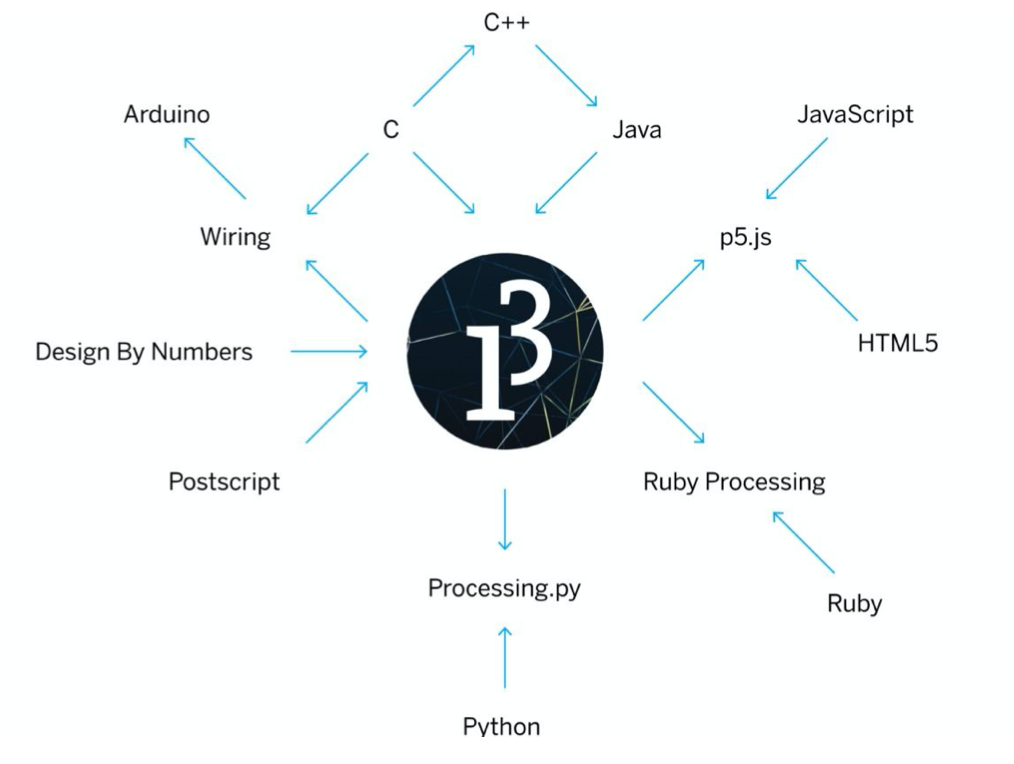 C++
Arduino
C
Java
JavaScript
Wiring
p5.js
Design By Numbers
HTML5
Postscript
Ruby Processing
Processing.py
Ruby
Python